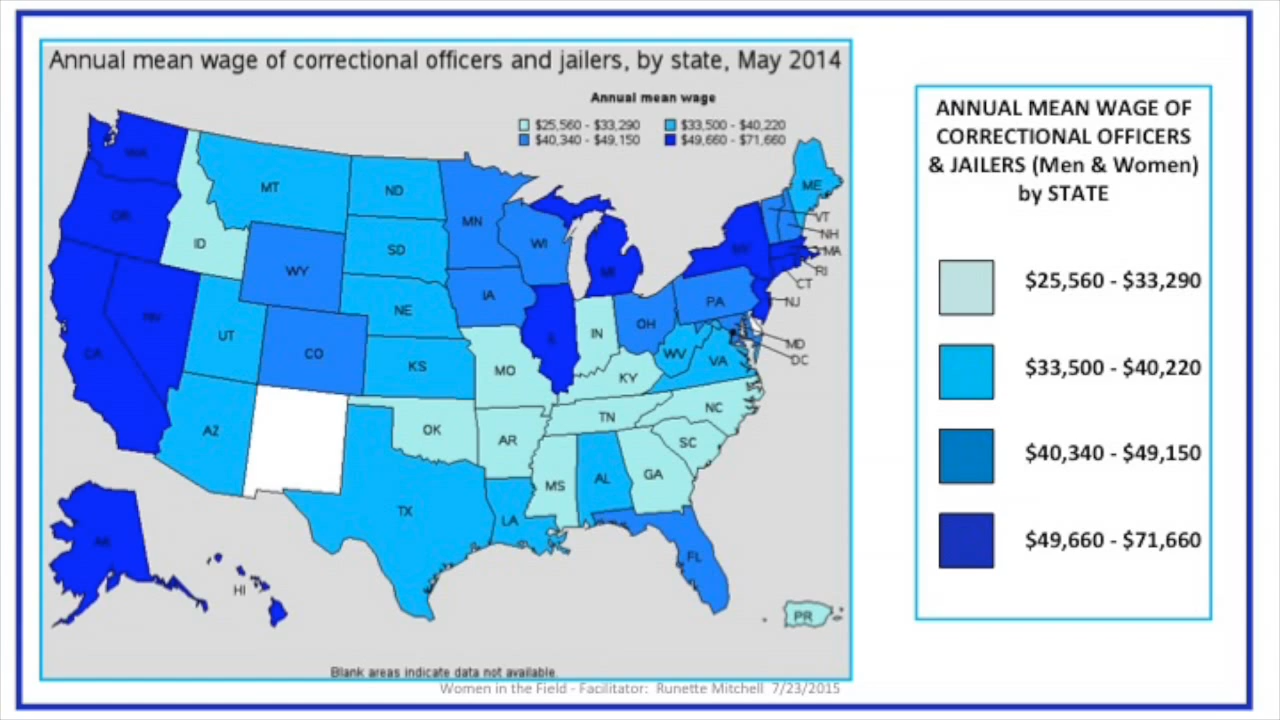 Annual mean wage of correctional officers and jailers, by state, May 2014
Annual mean wage
$25,560 - $33,290
$33,500 - $40,220
$40,340 - $49,150
$49,660 - $71,660
WA
MT
ND
MN
ME
OR
ID
SD
WI
MI
NY
VT
NH
MA
RI
CT
WY
IA
NE
PA
NJ
NV
UT
CO
KS
IL
IN
OH
WV
VA
MD
DC
CA
MO
KY
AZ
OK
AR
TN
NC
SC
MS
AL
GA
TX
LA
FL
AK
HI
PR
Blank areas indicate data not available.
Women in the Field - Facilitator: Runette Mitchell 7/23/2015
ANNUAL MEAN WAGE OF
CORRECTIONAL OFFICERS
& JAILERS (Men & Women)
by STATE
$25,560 - $33,290
$33,500 - $40,220
$40,340 - $49,150
$49,660 - $71,660